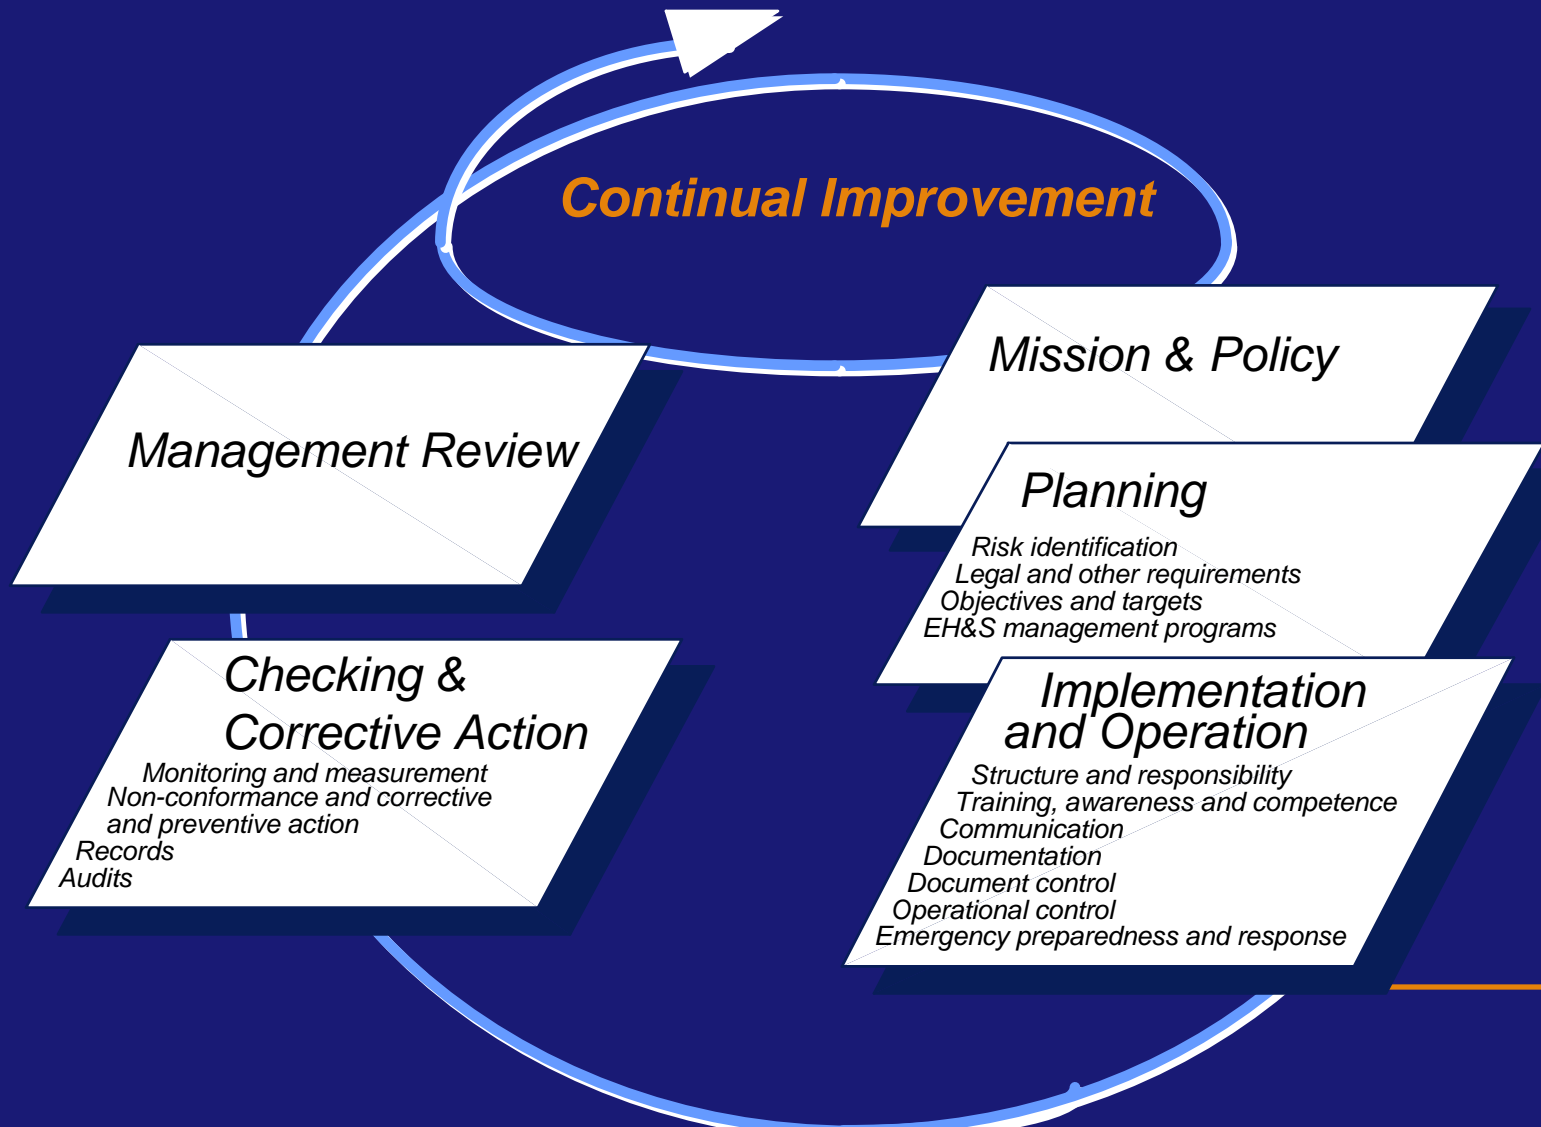 Continual Improvement
Mission & Policy
Management Review
Planning
Risk identification
Legal and other requirements
Objectives and targets
EH&S management programs
Checking &
Corrective Action
Monitoring and measurement
Non-conformance and corrective
and preventive action
Records
Audits
Implementation
and Operation
Structure and responsibility
Training, awareness and competence
Communication
Documentation
Document control
Operational control
Emergency preparedness and response